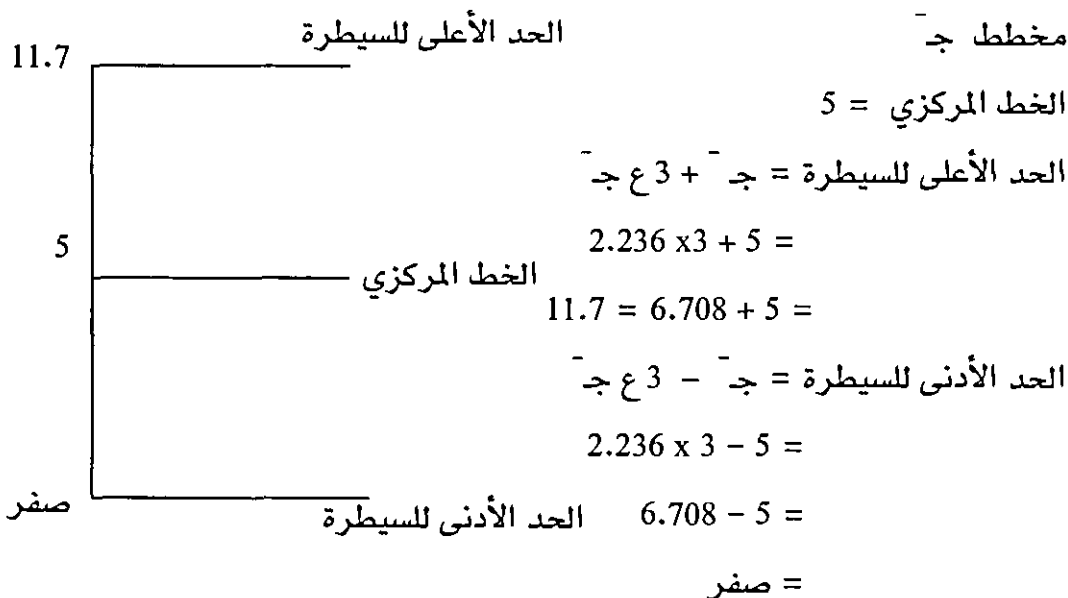 مخطط جـ¯
الخط المركزي = 5
الحد الأعلى للسيطرة = جـ¯ + 3 ع جـ¯
= 5 + 3x 2.236
= 5 + 6.708 = 11.7
الحد الأدنى للسيطرة = جـ¯ – 3 ع جـ¯
= 5 – 3 x 2.236
= 5 – 6.708
= صفر
الحد الأعلى للسيطرة
11.7
5
الخط المركزي
صفر
الحد الأدنى للسيطرة